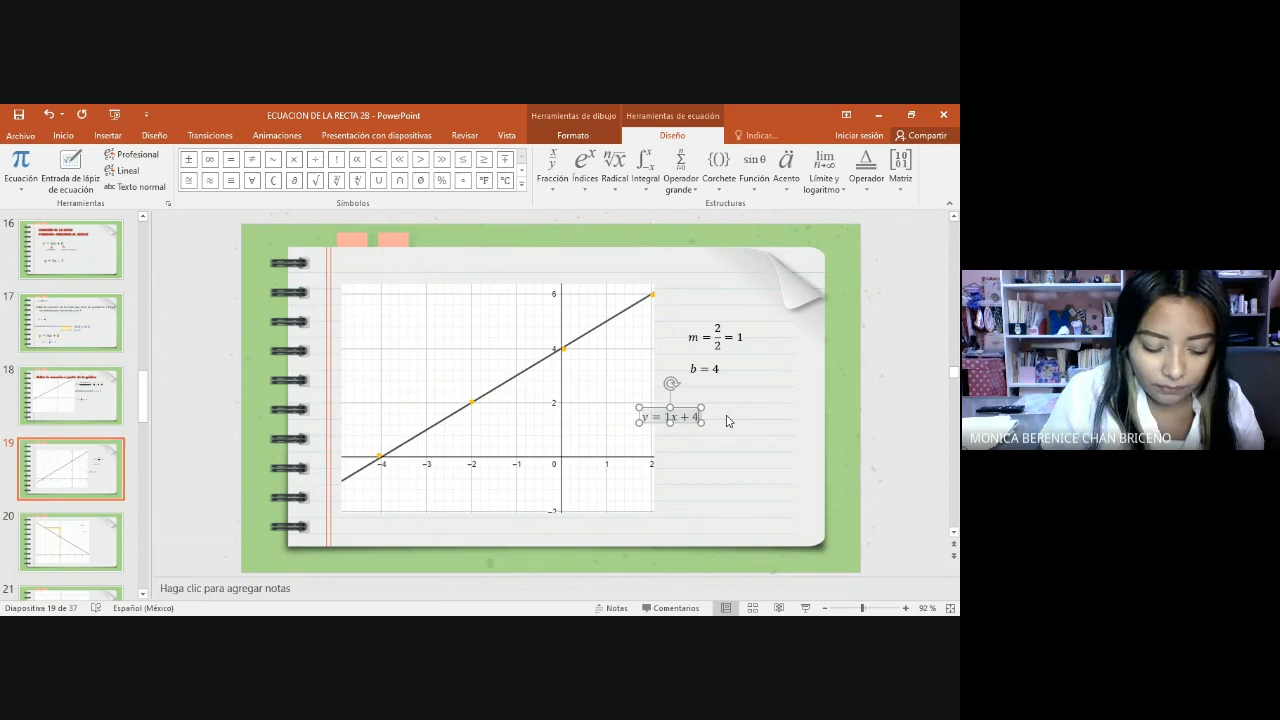 ECUACION DE LA RECTA 2B - PowerPoint
Herramientas de dibujo
Herramientas de ecuación
Archivo
Inicio
Insertar
Diseño
Transiciones
Animaciones
Presentación con diapositivas
Revisar
Vista
Formato
Diseño
Indicar...
Iniciar sesión
Compartir
π
Ecuación
Entrada de lápiz
de ecuación
Profesional
Lineal
abc Texto normal
Herramientas
± ∞ = ≠ ~ × ÷ ! ∝ < ≪ > ≫ ≤ ≥ ∓
≅ ≈ ≡ ∀ ∁ ∂ √ ∛ ∜ ∪ ∩ ∅ % ° °F °C
Símbolos
Fracción
Índices
Radical
Integral
Operador
grande
Corchete
Función
Acento
Límite y
logaritmo
Operador
Matriz
Estructuras
16
17
18
19
20
21
6
4
2
−4 −3 −2 −1 0 1 2
−2
m = 2/2 = 1
b = 4
y = 1x + 4
Haga clic para agregar notas
Diapositiva 19 de 37
Español (México)
Notas
Comentarios
92 %
MONICA BERENICE CHAN BRICEÑO